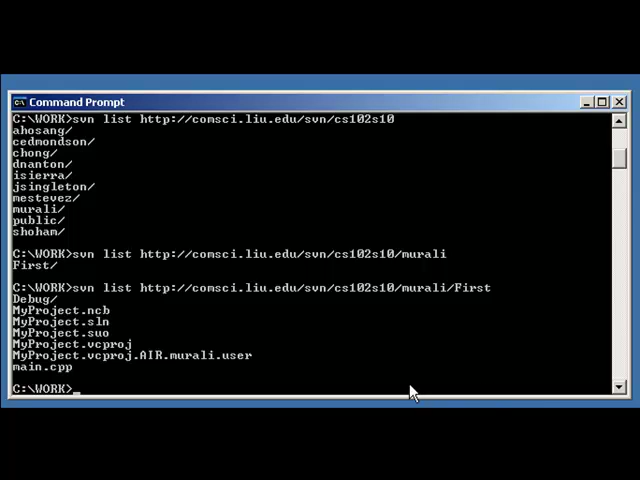 Command Prompt
C:\WORK>svn list http://comsci.liu.edu/svn/cs102s10
ahosang/
cedmondson/
chong/
dnanton/
isierra/
jsingleton/
mestevez/
murali/
public/
shoham/
C:\WORK>svn list http://comsci.liu.edu/svn/cs102s10/murali
First/
C:\WORK>svn list http://comsci.liu.edu/svn/cs102s10/murali/First
Debug/
MyProject.ncb
MyProject.sln
MyProject.suo
MyProject.vcproj
MyProject.vcproj.AIR.murali.user
main.cpp
C:\WORK>_